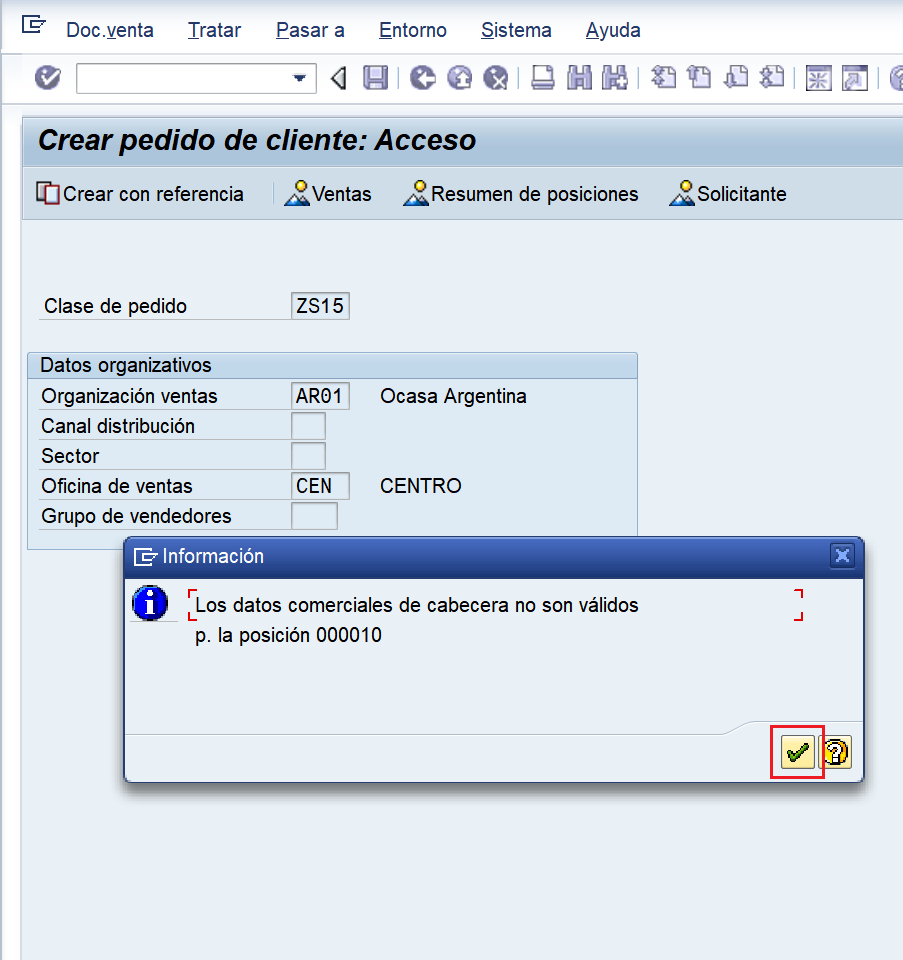 Doc.venta Tratar Pasar a Entorno Sistema Ayuda
Crear pedido de cliente: Acceso
Crear con referencia Ventas Resumen de posiciones Solicitante
Clase de pedido ZS15
Datos organizativos
Organización ventas AR01 Ocasa Argentina
Canal distribución
Sector
Oficina de ventas CEN CENTRO
Grupo de vendedores
Información
Los datos comerciales de cabecera no son válidos
p. la posición 000010